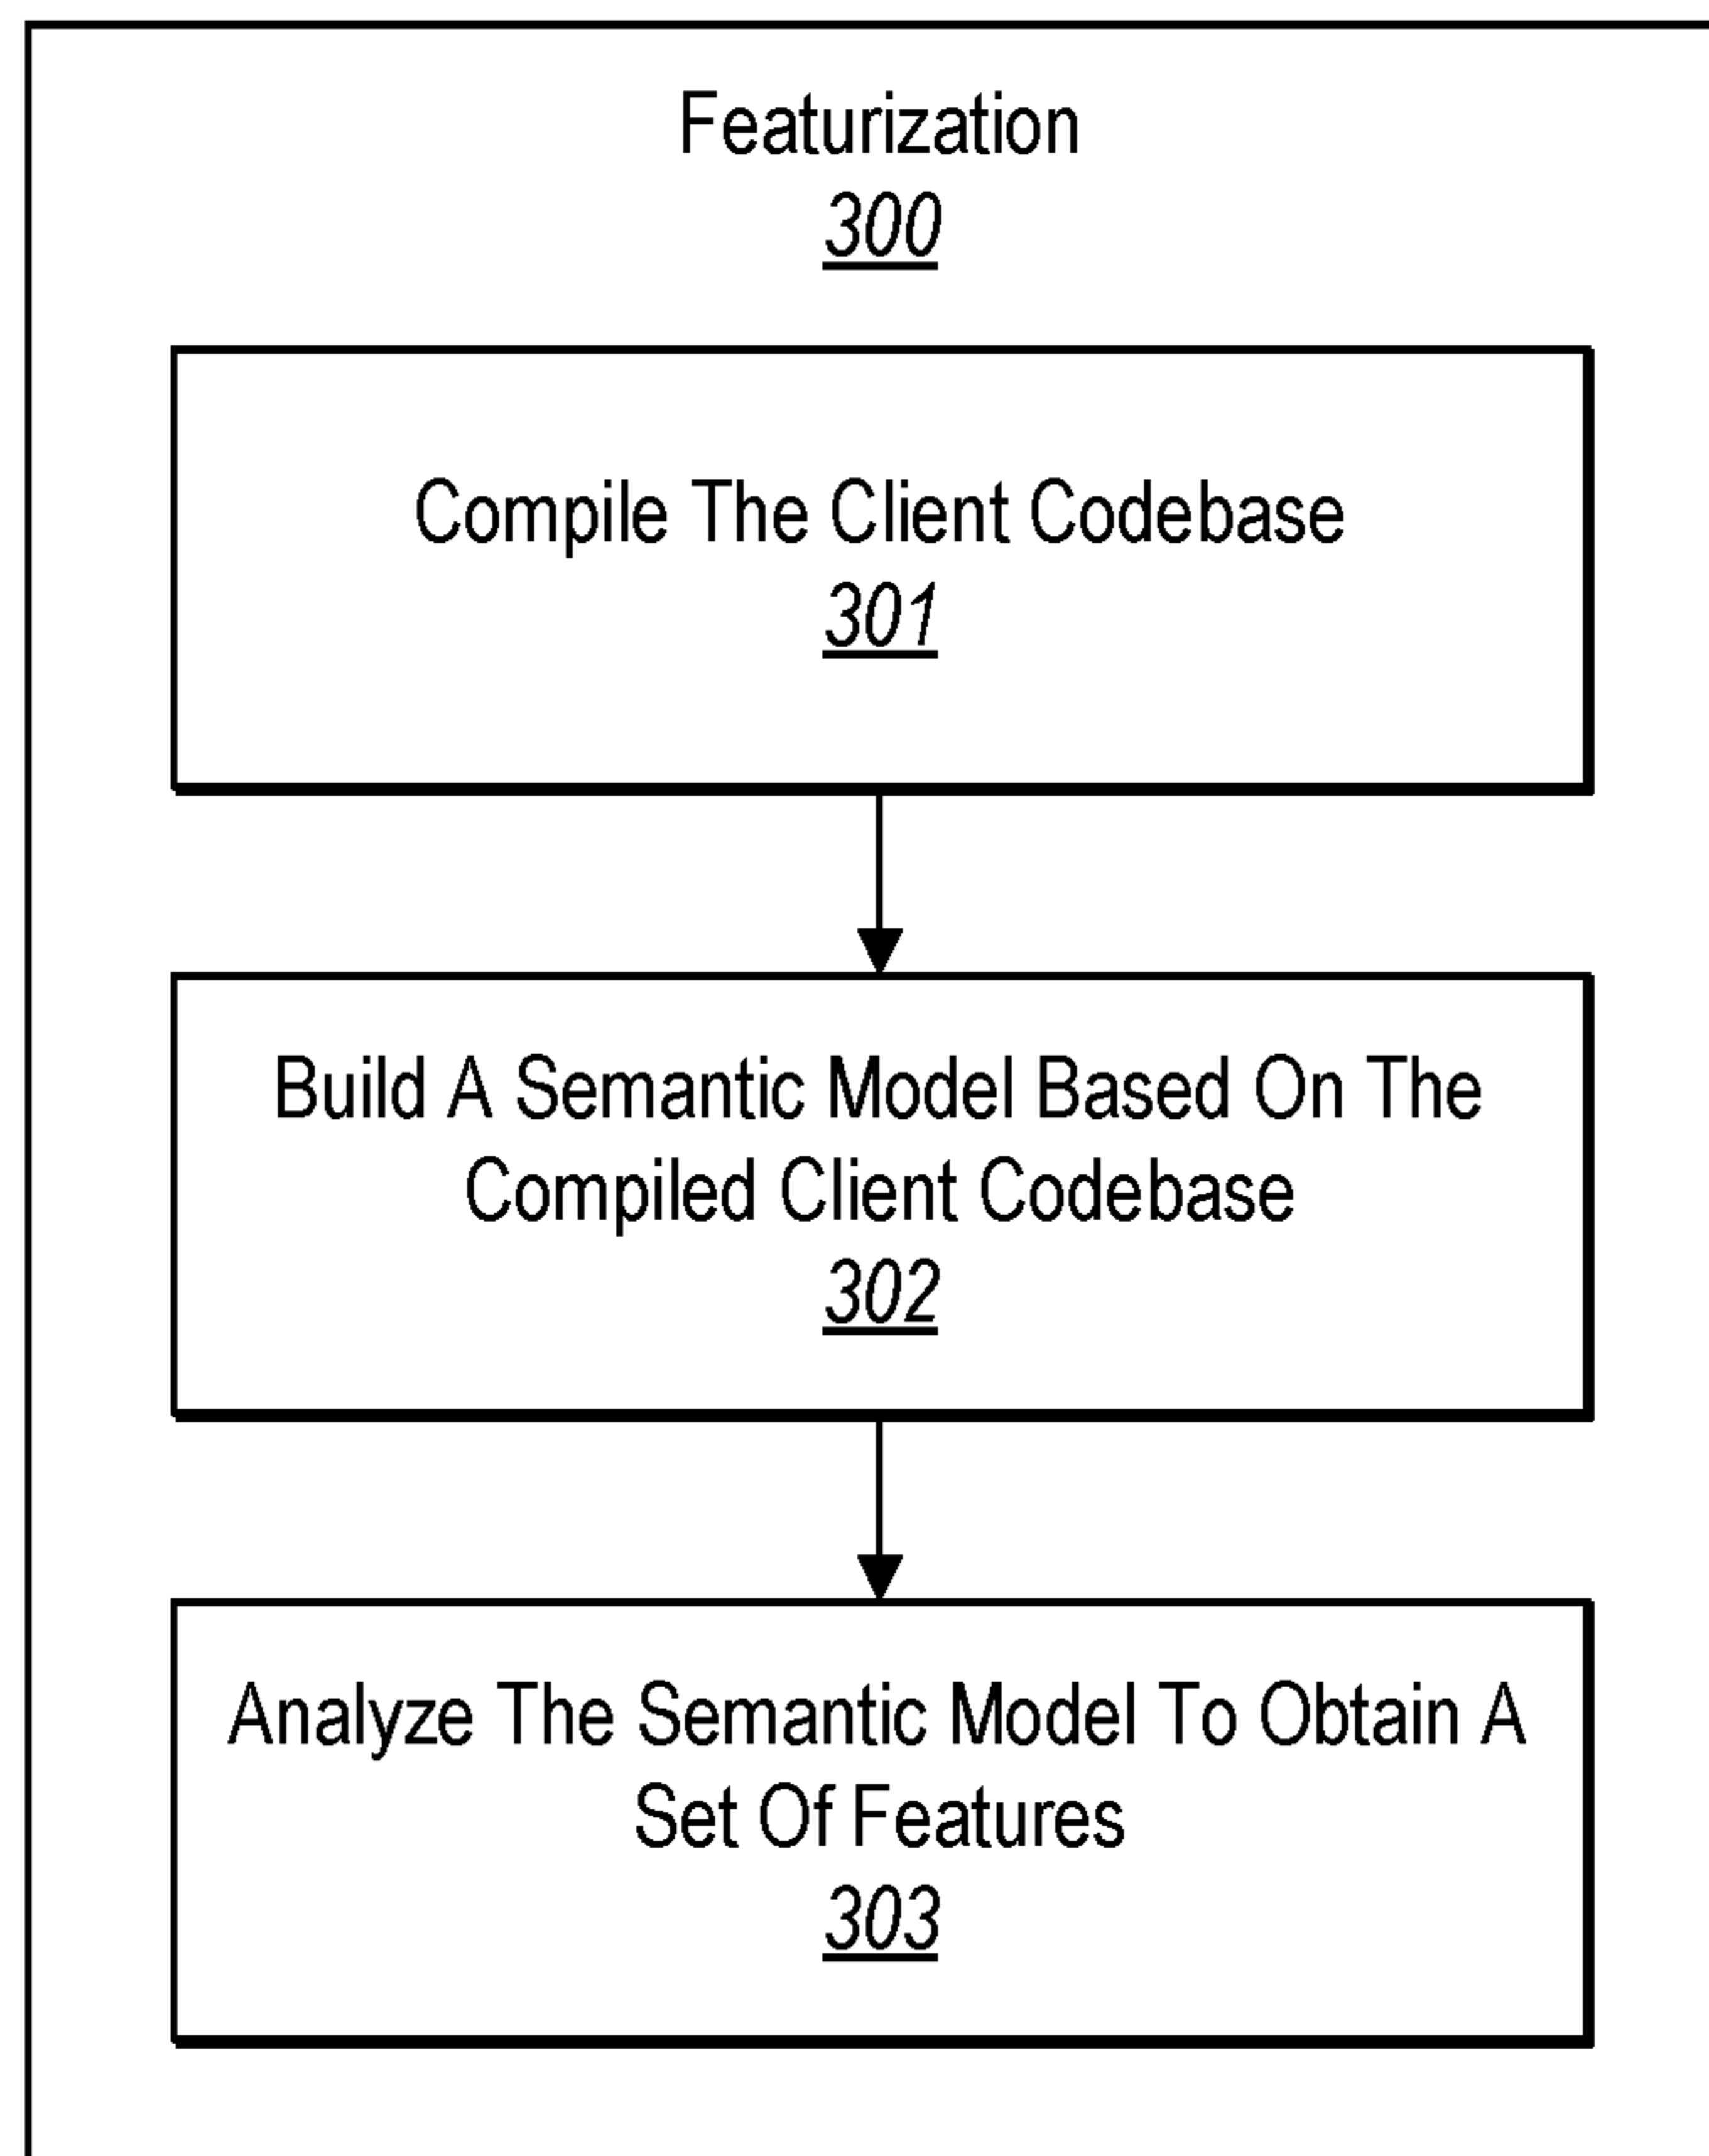 Featurization
300
Compile The Client Codebase
301
Build A Semantic Model Based On The
Compiled Client Codebase
302
Analyze The Semantic Model To Obtain A
Set Of Features
303